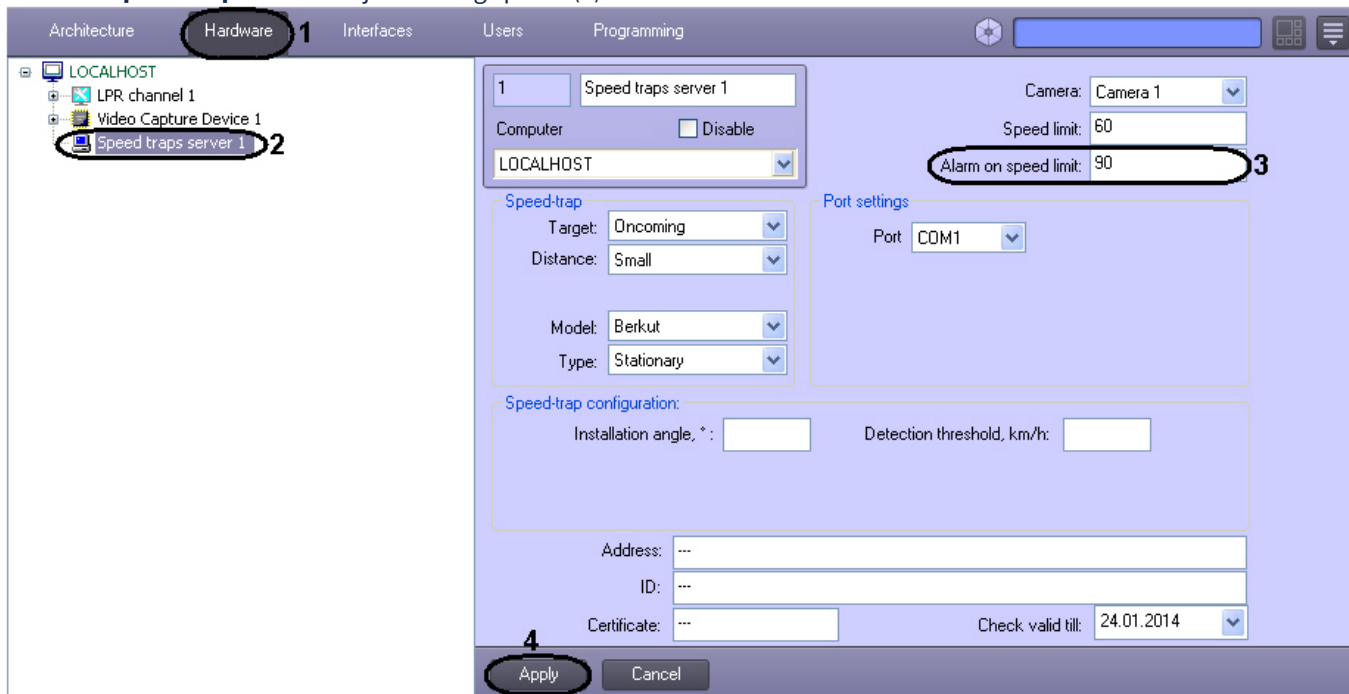 Architecture Hardware 1 Interfaces Users Programming
LOCALHOST
LPR channel 1
Video Capture Device 1
Speed traps server 1 2
1 Speed traps server 1
Computer Disable
LOCALHOST
Camera: Camera 1
Speed limit: 60
Alarm on speed limit: 90 3
Speed-trap
Target: Oncoming
Distance: Small
Model: Berkut
Type: Stationary
Port settings
Port COM1
Speed-trap configuration:
Installation angle, ° : Detection threshold, km/h:
Address: ---
ID: ---
Certificate: --- Check valid till: 24.01.2014
4
Apply Cancel